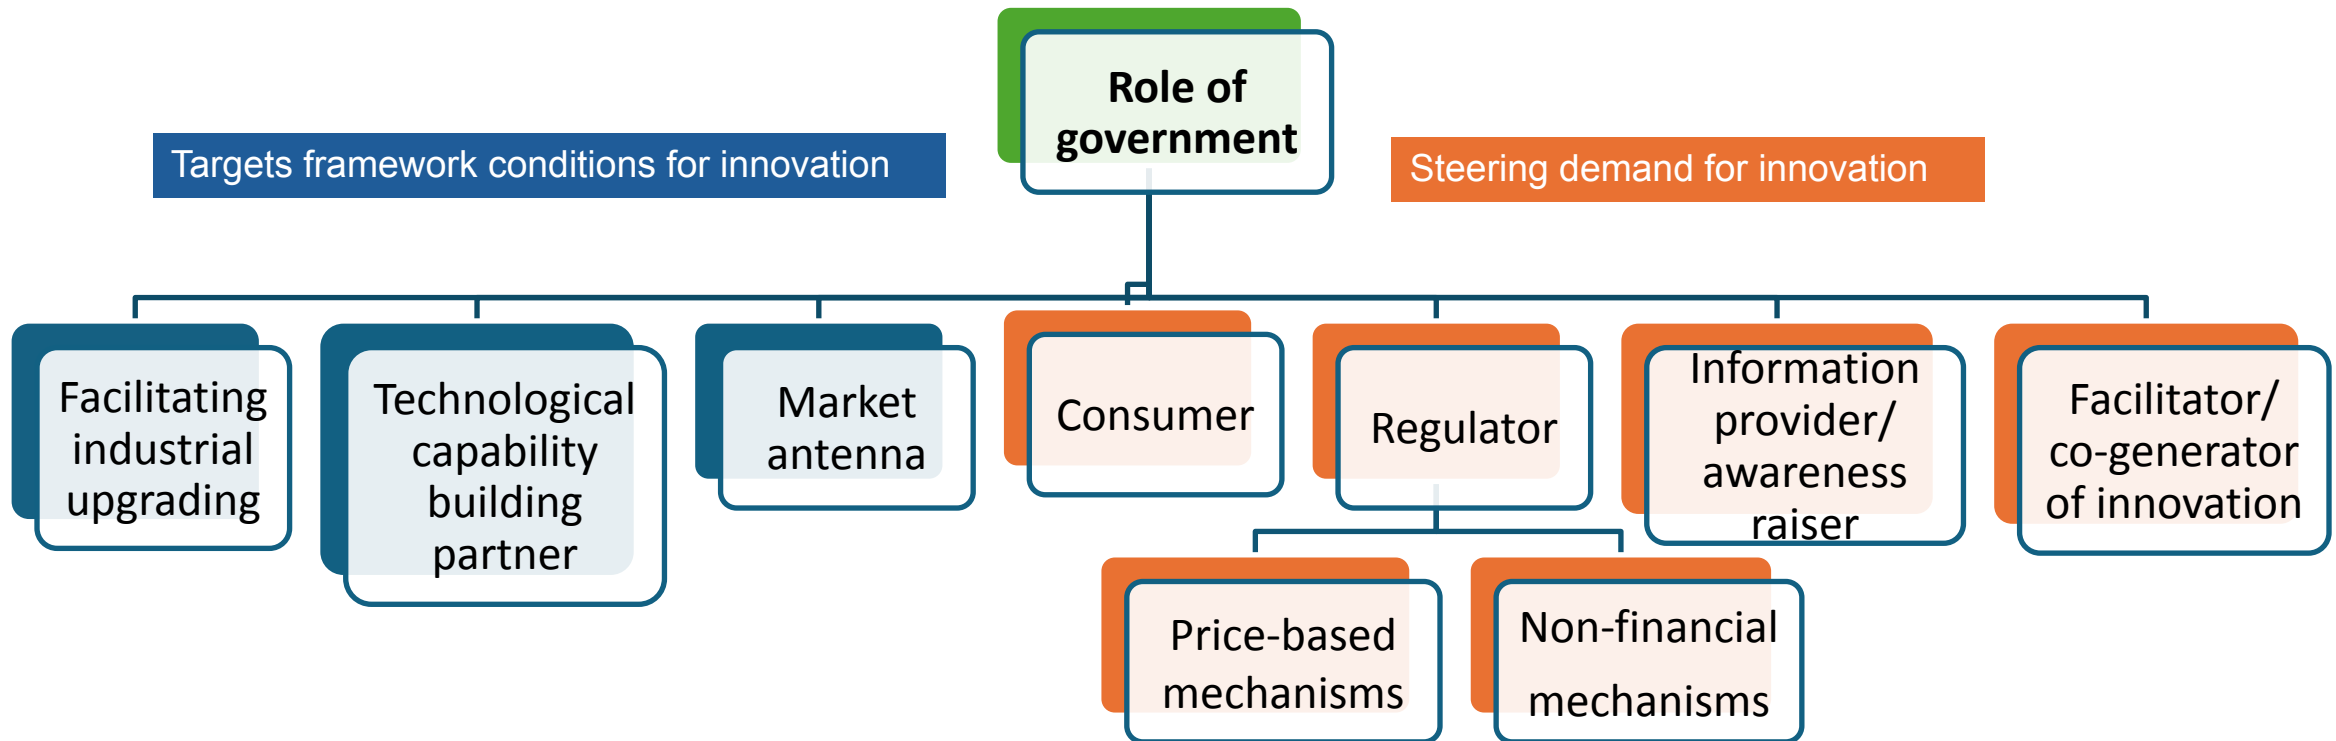 Role of
government
Targets framework conditions for innovation
Steering demand for innovation
Facilitating
industrial
upgrading
Technological
capability
building
partner
Market
antenna
Consumer
Regulator
Information
provider/
awareness
raiser
Facilitator/
co-generator
of innovation
Price-based
mechanisms
Non-financial
mechanisms